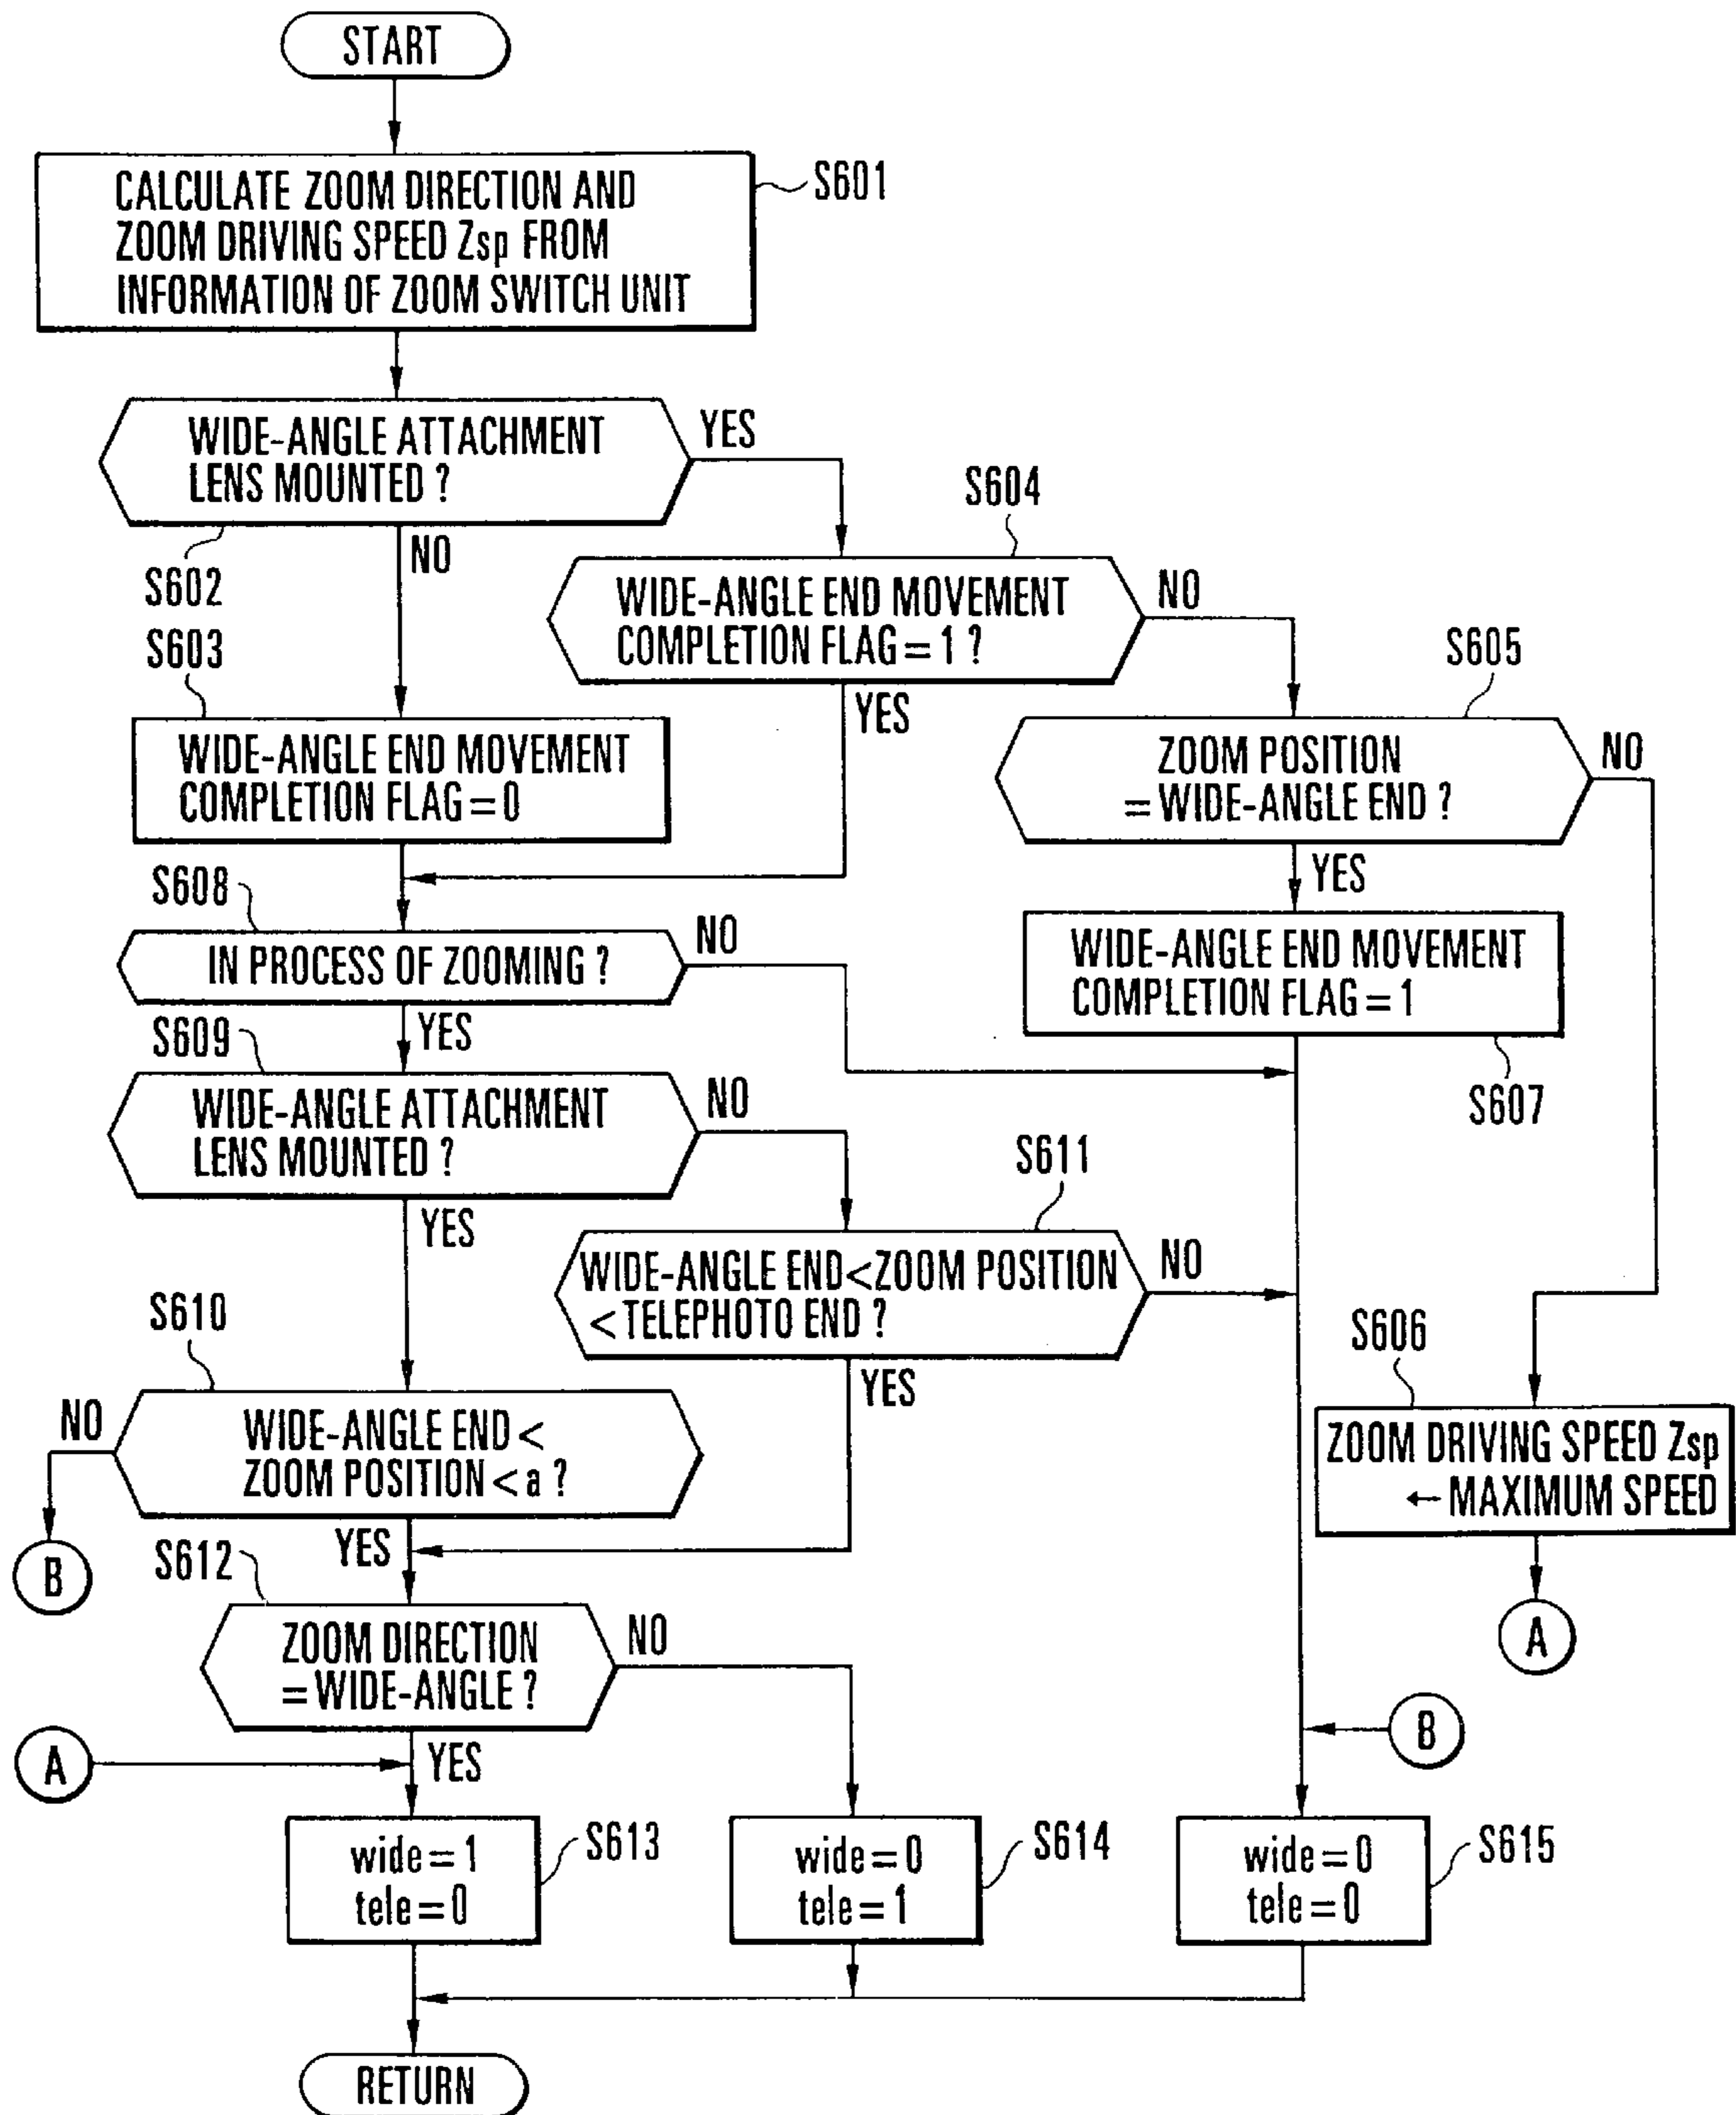 START
CALCULATE ZOOM DIRECTION AND
ZOOM DRIVING SPEED Zsp FROM
INFORMATION OF ZOOM SWITCH UNIT
S601
WIDE-ANGLE ATTACHMENT
LENS MOUNTED ?
YES
NO
S602
S604
WIDE-ANGLE END MOVEMENT
COMPLETION FLAG = 1 ?
NO
YES
S603
WIDE-ANGLE END MOVEMENT
COMPLETION FLAG = 0
S605
ZOOM POSITION
= WIDE-ANGLE END ?
NO
YES
WIDE-ANGLE END MOVEMENT
COMPLETION FLAG = 1
S607
S608
IN PROCESS OF ZOOMING ?
NO
YES
S609
WIDE-ANGLE ATTACHMENT
LENS MOUNTED ?
NO
YES
S611
WIDE-ANGLE END<ZOOM POSITION
< TELEPHOTO END ?
NO
YES
S610
WIDE-ANGLE END <
ZOOM POSITION < a ?
NO
B
YES
S606
ZOOM DRIVING SPEED Zsp
← MAXIMUM SPEED
A
S612
ZOOM DIRECTION
= WIDE-ANGLE ?
NO
YES
A
B
wide = 1
tele = 0
S613
wide = 0
tele = 1
S614
wide = 0
tele = 0
S615
RETURN